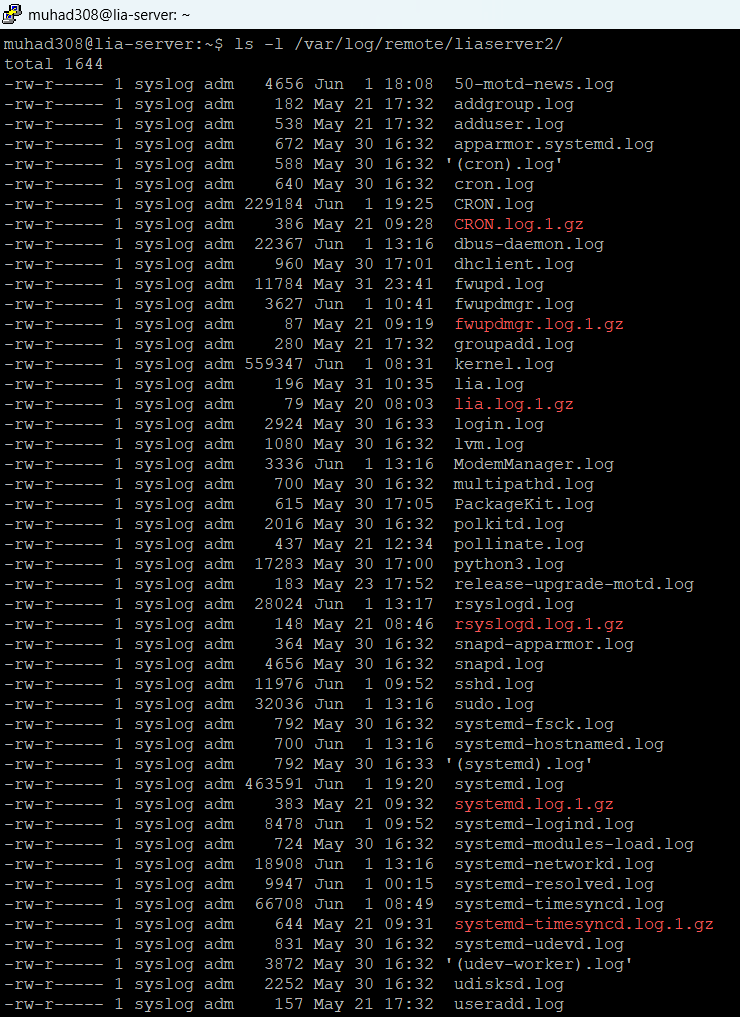 muhad308@lia-server: ~
muhad308@lia-server:~$ ls -l /var/log/remote/liaserver2/
total 1644
-rw-r----- 1 syslog adm   4656 Jun  1 18:08  50-motd-news.log
-rw-r----- 1 syslog adm    182 May 21 17:32  addgroup.log
-rw-r----- 1 syslog adm    538 May 21 17:32  adduser.log
-rw-r----- 1 syslog adm    672 May 30 16:32  apparmor.systemd.log
-rw-r----- 1 syslog adm    588 May 30 16:32 '(cron).log'
-rw-r----- 1 syslog adm    640 May 30 16:32  cron.log
-rw-r----- 1 syslog adm 229184 Jun  1 19:25  CRON.log
-rw-r----- 1 syslog adm    386 May 21 09:28  CRON.log.1.gz
-rw-r----- 1 syslog adm  22367 Jun  1 13:16  dbus-daemon.log
-rw-r----- 1 syslog adm    960 May 30 17:01  dhclient.log
-rw-r----- 1 syslog adm  11784 May 31 23:41  fwupd.log
-rw-r----- 1 syslog adm   3627 Jun  1 10:41  fwupdmgr.log
-rw-r----- 1 syslog adm     87 May 21 09:19  fwupdmgr.log.1.gz
-rw-r----- 1 syslog adm    280 May 21 17:32  groupadd.log
-rw-r----- 1 syslog adm 559347 Jun  1 08:31  kernel.log
-rw-r----- 1 syslog adm    196 May 31 10:35  lia.log
-rw-r----- 1 syslog adm     79 May 20 08:03  lia.log.1.gz
-rw-r----- 1 syslog adm   2924 May 30 16:33  login.log
-rw-r----- 1 syslog adm   1080 May 30 16:32  lvm.log
-rw-r----- 1 syslog adm   3336 Jun  1 13:16  ModemManager.log
-rw-r----- 1 syslog adm    700 May 30 16:32  multipathd.log
-rw-r----- 1 syslog adm    615 May 30 17:05  PackageKit.log
-rw-r----- 1 syslog adm   2016 May 30 16:32  polkitd.log
-rw-r----- 1 syslog adm    437 May 21 12:34  pollinate.log
-rw-r----- 1 syslog adm  17283 May 30 17:00  python3.log
-rw-r----- 1 syslog adm    183 May 23 17:52  release-upgrade-motd.log
-rw-r----- 1 syslog adm  28024 Jun  1 13:17  rsyslogd.log
-rw-r----- 1 syslog adm    148 May 21 08:46  rsyslogd.log.1.gz
-rw-r----- 1 syslog adm    364 May 30 16:32  snapd-apparmor.log
-rw-r----- 1 syslog adm   4656 May 30 16:32  snapd.log
-rw-r----- 1 syslog adm  11976 Jun  1 09:52  sshd.log
-rw-r----- 1 syslog adm  32036 Jun  1 13:16  sudo.log
-rw-r----- 1 syslog adm    792 May 30 16:32  systemd-fsck.log
-rw-r----- 1 syslog adm    700 Jun  1 13:16  systemd-hostnamed.log
-rw-r----- 1 syslog adm    792 May 30 16:33 '(systemd).log'
-rw-r----- 1 syslog adm 463591 Jun  1 19:20  systemd.log
-rw-r----- 1 syslog adm    383 May 21 09:32  systemd.log.1.gz
-rw-r----- 1 syslog adm   8478 Jun  1 09:52  systemd-logind.log
-rw-r----- 1 syslog adm    724 May 30 16:32  systemd-modules-load.log
-rw-r----- 1 syslog adm  18908 Jun  1 13:16  systemd-networkd.log
-rw-r----- 1 syslog adm   9947 Jun  1 00:15  systemd-resolved.log
-rw-r----- 1 syslog adm  66708 Jun  1 08:49  systemd-timesyncd.log
-rw-r----- 1 syslog adm    644 May 21 09:31  systemd-timesyncd.log.1.gz
-rw-r----- 1 syslog adm    831 May 30 16:32  systemd-udevd.log
-rw-r----- 1 syslog adm   3872 May 30 16:32 '(udev-worker).log'
-rw-r----- 1 syslog adm   2252 May 30 16:32  udisksd.log
-rw-r----- 1 syslog adm    157 May 21 17:32  useradd.log